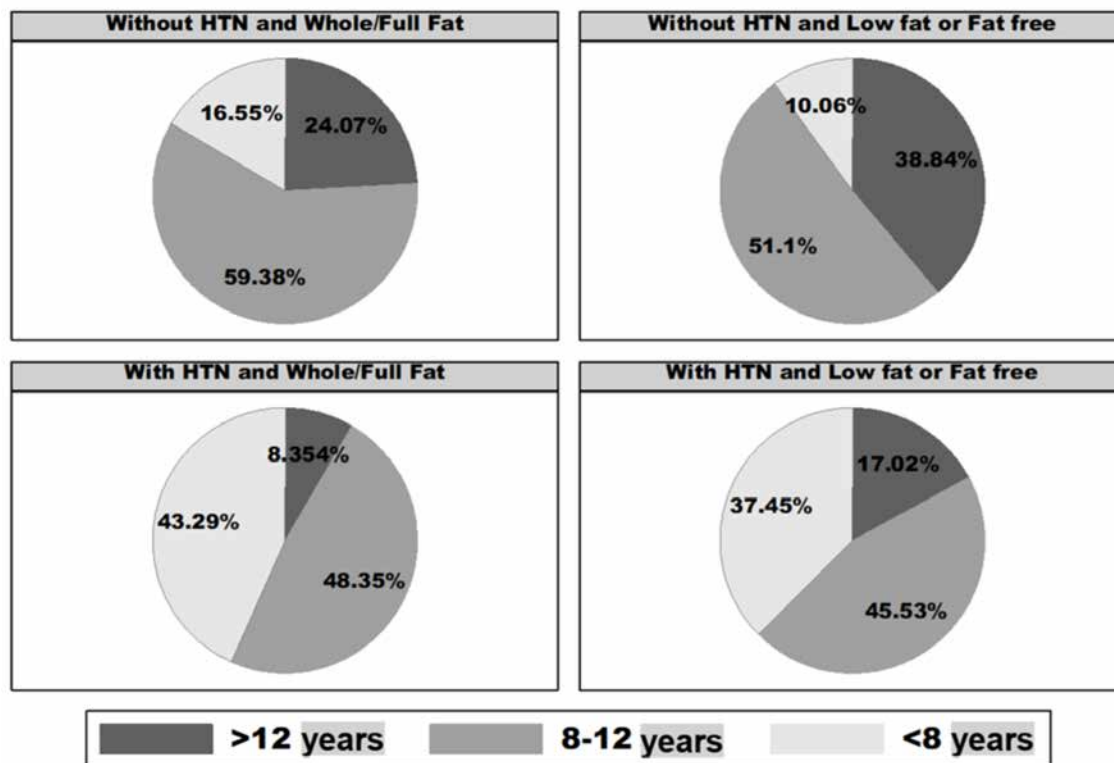 Without HTN and Whole/Full Fat
16.55%
24.07%
59.38%
Without HTN and Low fat or Fat free
10.06%
38.84%
51.1%
With HTN and Whole/Full Fat
8.354%
43.29%
48.35%
With HTN and Low fat or Fat free
17.02%
37.45%
45.53%
>12 years 8-12 years <8 years